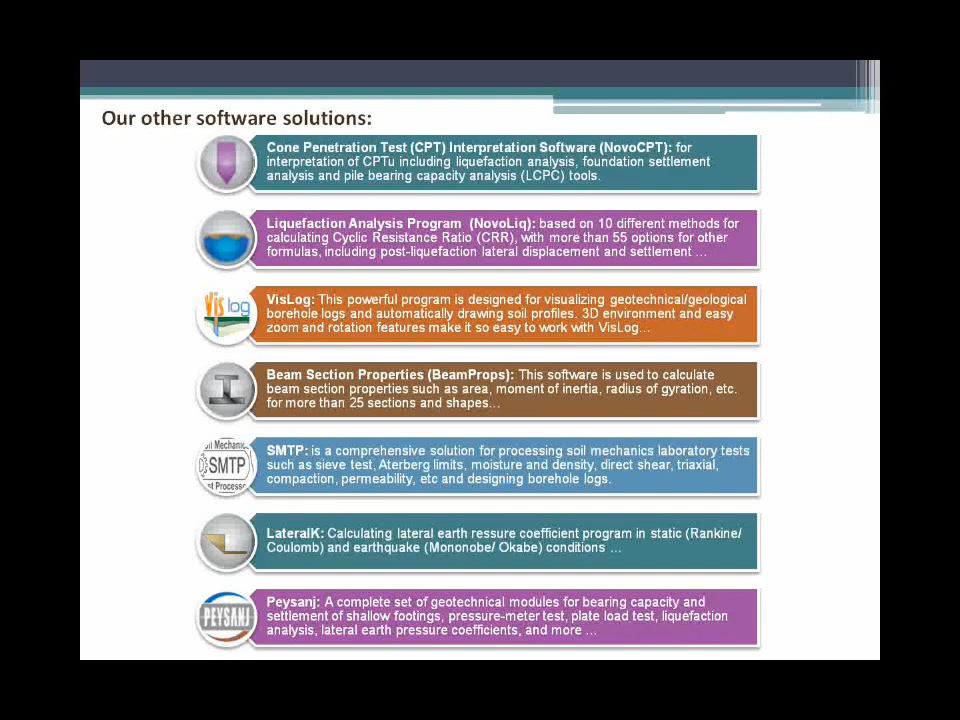 Our other software solutions:
Cone Penetration Test (CPT) Interpretation Software (NovoCPT): for
interpretation of CPTu including liquefaction analysis, foundation settlement
analysis and pile bearing capacity analysis (LCPC) tools.
Liquefaction Analysis Program (NovoLiq): based on 10 different methods for
calculating Cyclic Resistance Ratio (CRR), with more than 55 options for other
formulas, including post-liquefaction lateral displacement and settlement ...
Vis log
VisLog: This powerful program is designed for visualizing geotechnical/geological
borehole logs and automatically drawing soil profiles. 3D environment and easy
zoom and rotation features make it so easy to work with VisLog...
Beam Section Properties (BeamProps): This software is used to calculate
beam section properties such as area, moment of inertia, radius of gyration, etc.
for more than 25 sections and shapes...
oil Mechanic
SMTP
st Processo
SMTP: is a comprehensive solution for processing soil mechanics laboratory tests
such as sieve test, Aterberg limits, moisture and density, direct shear, triaxial,
compaction, permeability, etc and designing borehole logs.
LateralK: Calculating lateral earth ressure coefficient program in static (Rankine/
Coulomb) and earthquake (Mononobe/ Okabe) conditions ...
PEYSANJ
Peysanj: A complete set of geotechnical modules for bearing capacity and
settlement of shallow footings, pressure-meter test, plate load test, liquefaction
analysis, lateral earth pressure coefficients, and more ...